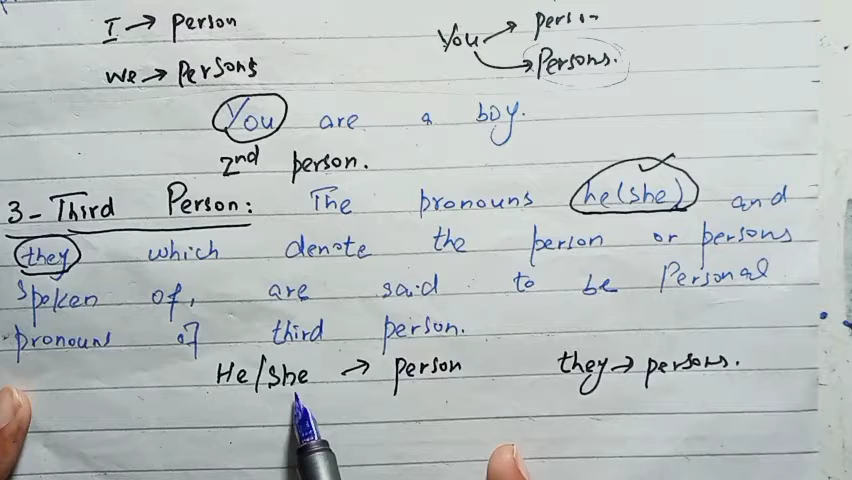 I → Person
You → person
→ Persons.
We → Persons
You are a boy.
2nd person.
3- Third Person: The pronouns he(she) and
they which denote the person or persons
spoken of, are said to be Personal
pronouns of third person.
He/she → person they → persons.